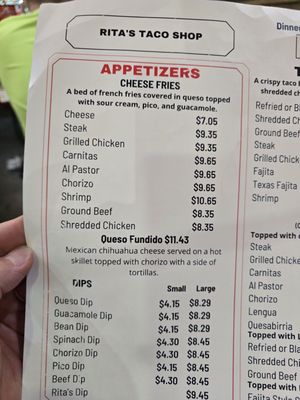 RITA'S TACO SHOP
Dinner
APPETIZERS
CHEESE FRIES
A bed of french fries covered in queso topped
with sour cream, pico, and guacamole.
Cheese $7.05
Steak $9.35
Grilled Chicken $9.35
Carnitas $9.65
Al Pastor $9.65
Chorizo $9.65
Shrimp $10.65
Ground Beef $8.35
Shredded Chicken $8.35
Queso Fundido $11.43
Mexican chihuahua cheese served on a hot
skillet topped with chorizo with a side of
tortillas.
DIPS Small Large
Queso Dip $4.15 $8.29
Guacamole Dip $4.15 $8.29
Bean Dip $4.15 $8.29
Spinach Dip $4.30 $8.45
Chorizo Dip $4.30 $8.45
Pico Dip $4.15 $8.45
Beef Dip $4.30 $8.45
Rita's Dip $9.45
A crispy taco
shredded
Refried or
Shredded
Ground Beef
Steak
Grilled
Fajita
Texas Fajita
Shrimp
Topped with
Steak
Grilled
Carnitas
Al Pastor
Chorizo
Lengua
Quesabirria
Topped with
Refried or
Shredded
Ground Beef
Topped with
Fajita Style